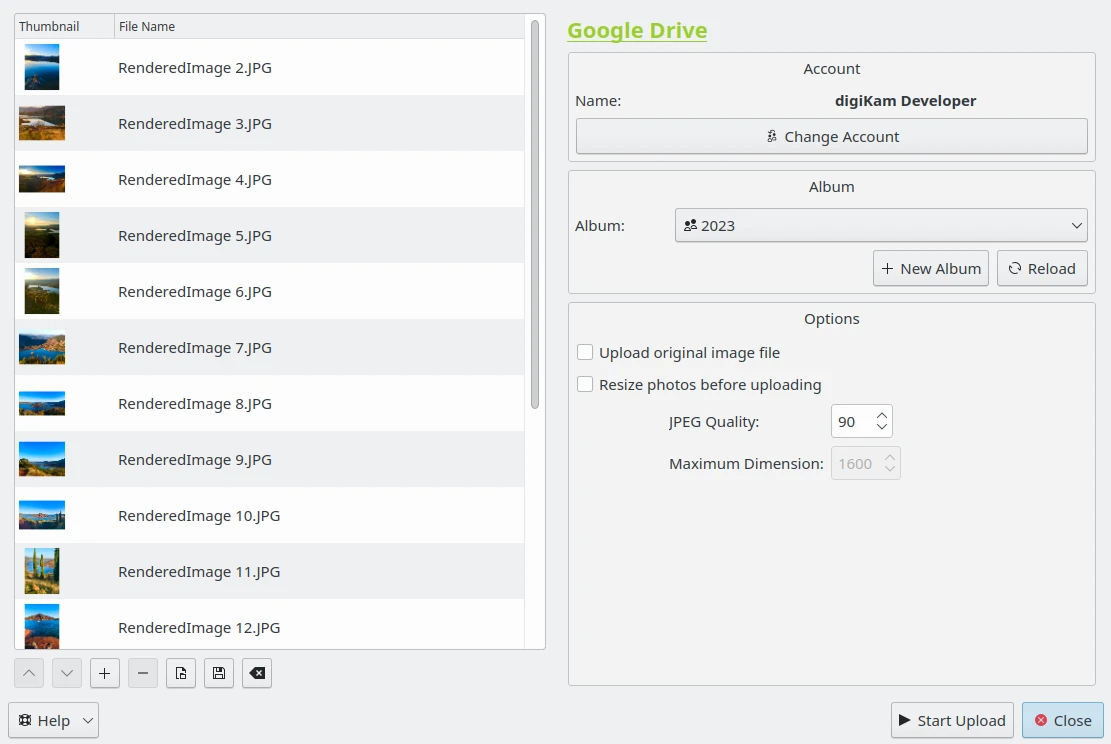 Thumbnail File Name
RenderedImage 2.JPG
RenderedImage 3.JPG
RenderedImage 4.JPG
RenderedImage 5.JPG
RenderedImage 6.JPG
RenderedImage 7.JPG
RenderedImage 8.JPG
RenderedImage 9.JPG
RenderedImage 10.JPG
RenderedImage 11.JPG
RenderedImage 12.JPG
Help
Google Drive
Account
Name: digiKam Developer
Change Account
Album
Album: 2023
New Album Reload
Options
Upload original image file
Resize photos before uploading
JPEG Quality: 90
Maximum Dimension: 1600
Start Upload Close